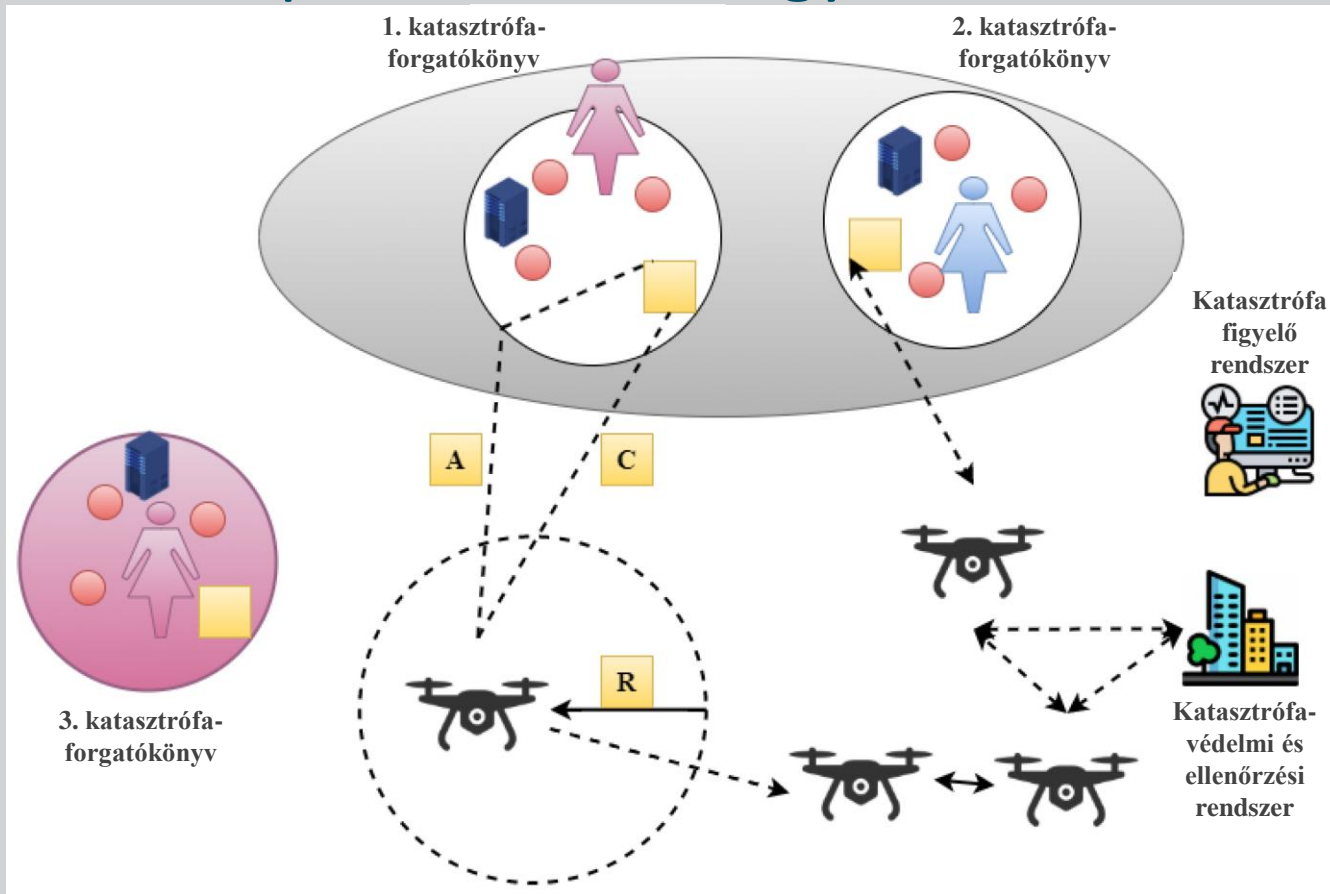 1. katasztrófa-
forgatókönyv
2. katasztrófa-
forgatókönyv
Katasztrófa
figyelő
rendszer
A
C
R
3. katasztrófa-
forgatókönyv
Katasztrófa-
védelmi és
ellenőrzési
rendszer